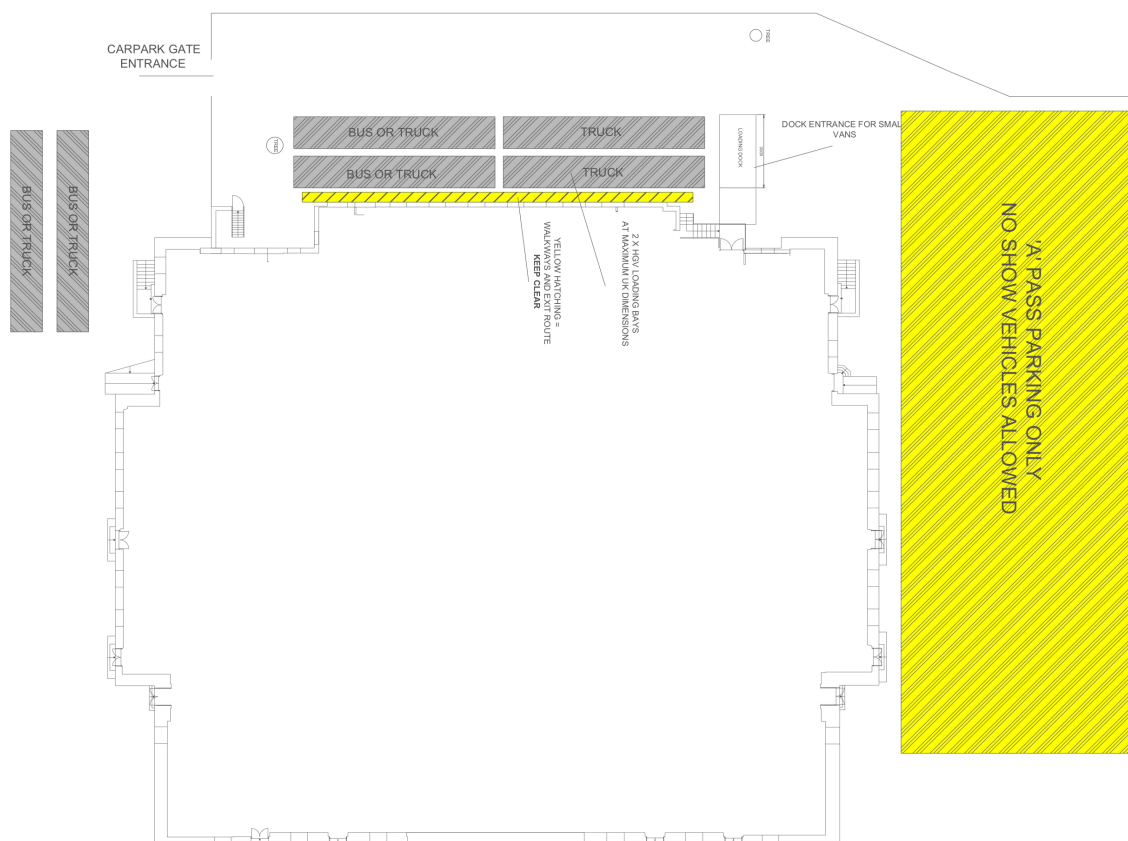 CARPARK GATE
ENTRANCE
TREE
TREE
BUS OR TRUCK
TRUCK
BUS OR TRUCK
TRUCK
LOADING DOCK
DOCK ENTRANCE FOR SMAL
VANS
BUS OR TRUCK
BUS OR TRUCK
YELLOW HATCHING =
WALKWAYS AND EXIT ROUTE
KEEP CLEAR
2 X HGV LOADING BAYS
AT MAXIMUM UK DIMENSIONS
'A' PASS PARKING ONLY
NO SHOW VEHICLES ALLOWED